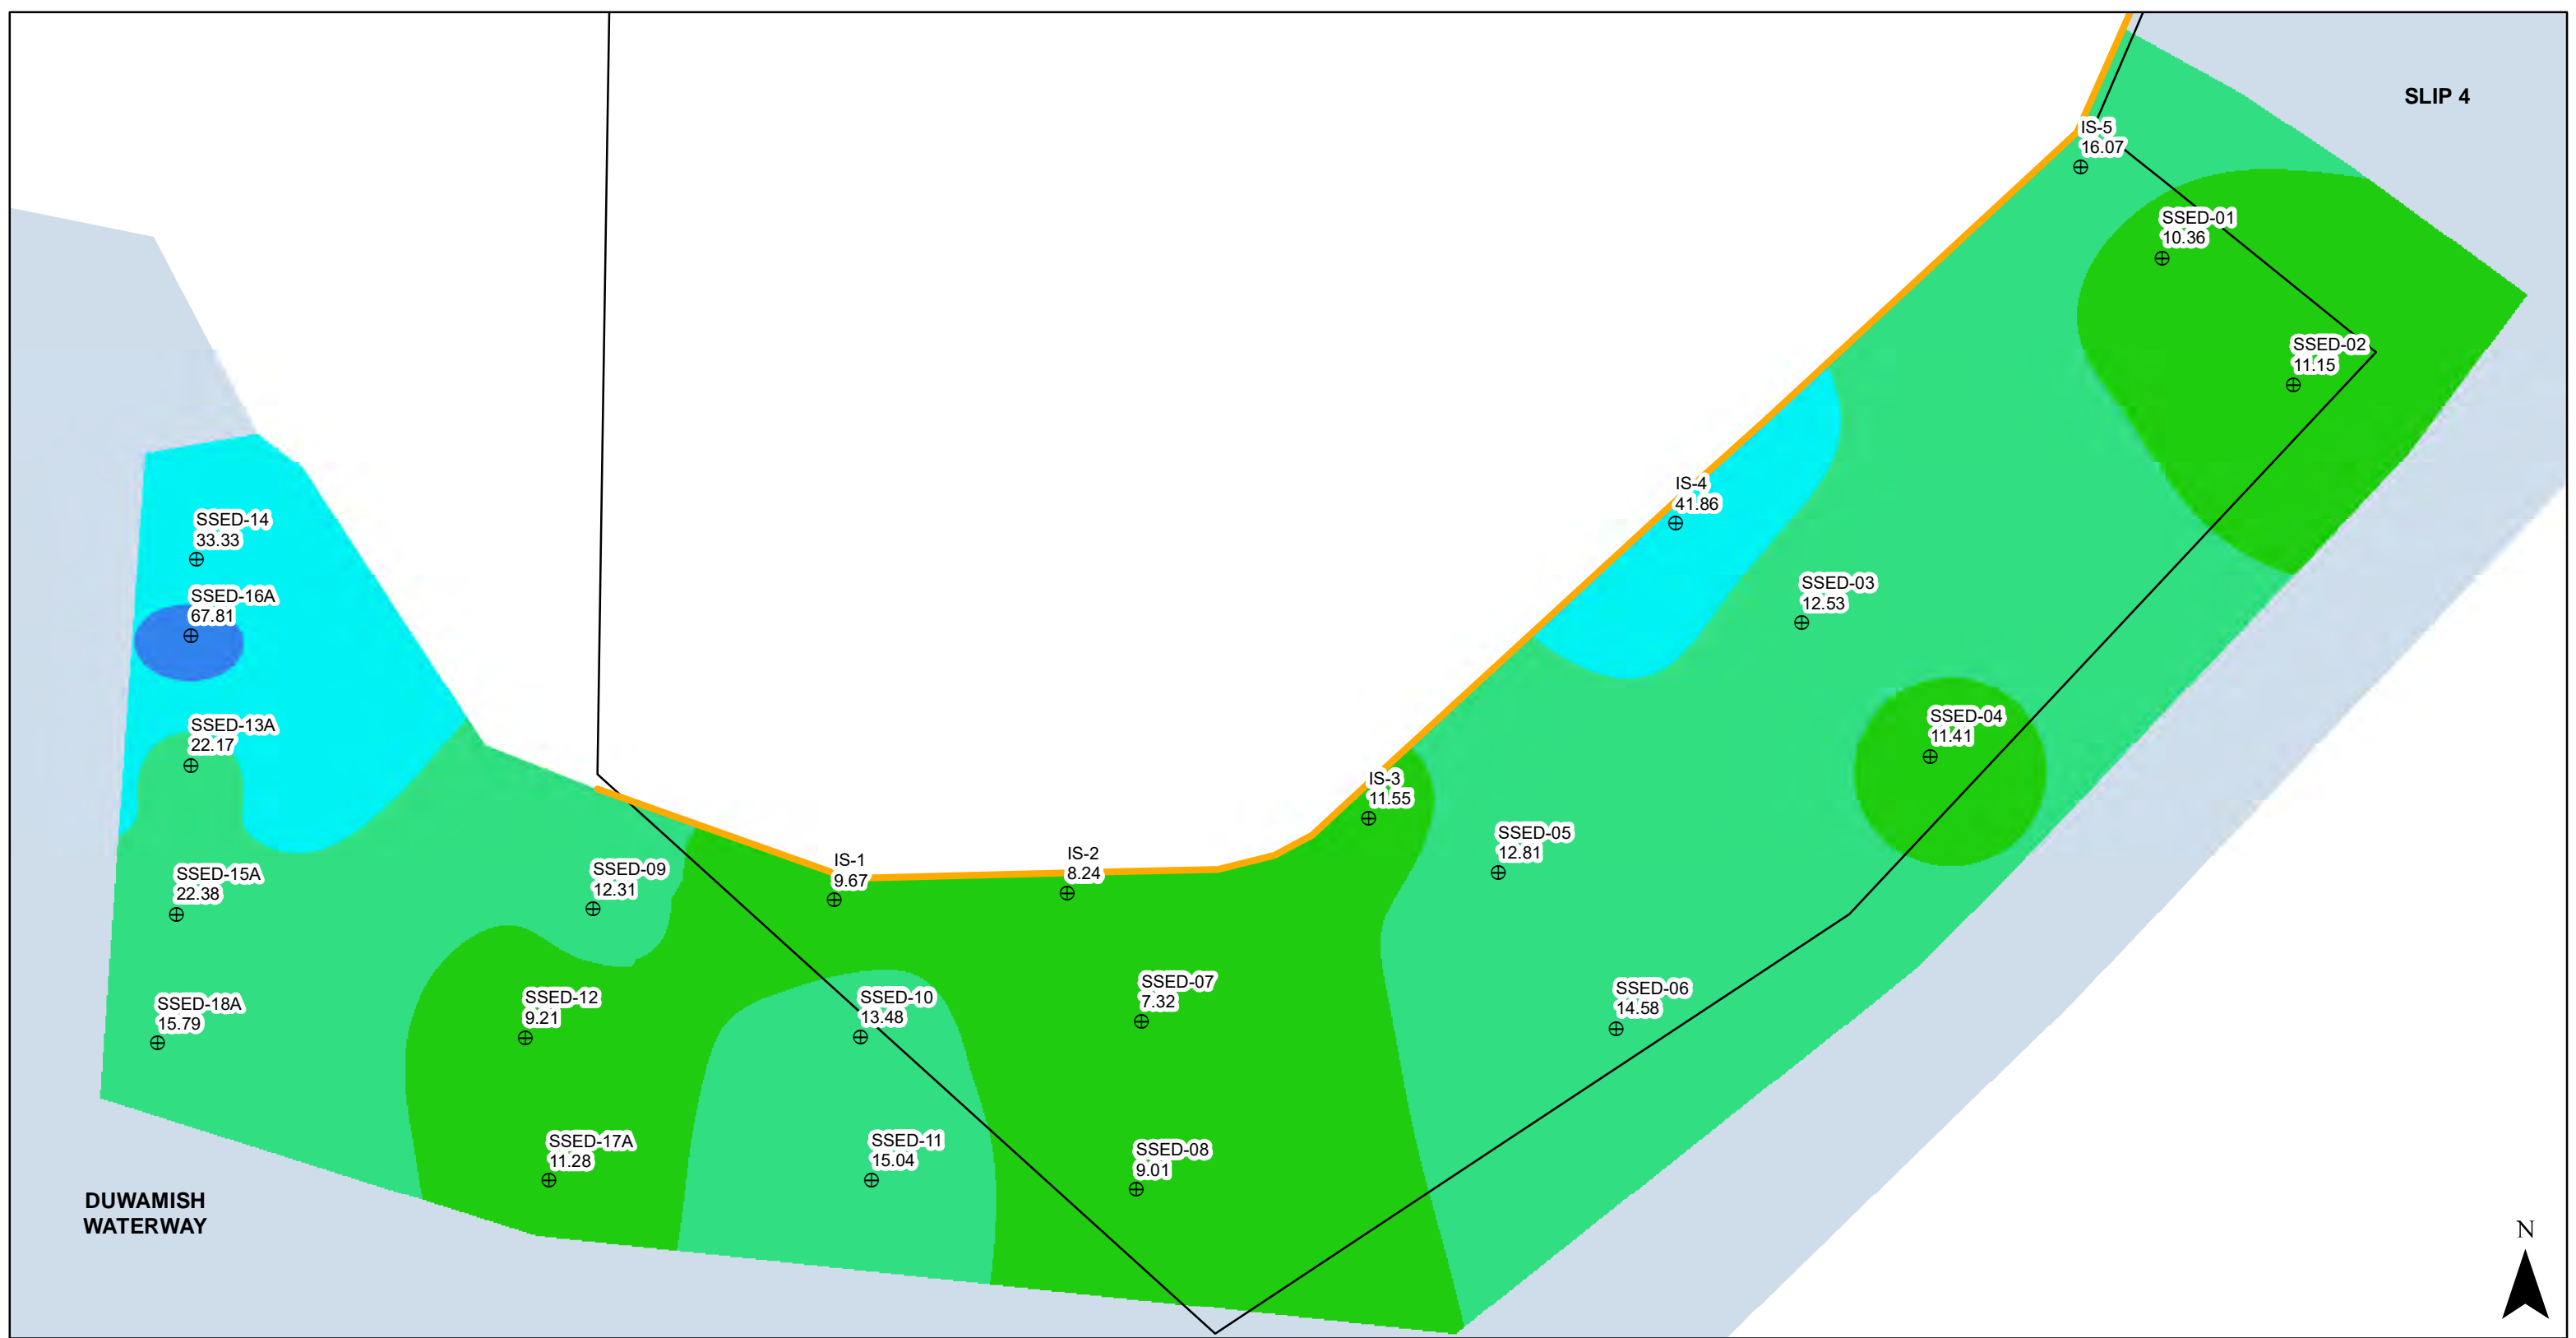 SLIP 4
IS-5
16.07
SSED-01
10.36
SSED-02
11.15
IS-4
41.86
SSED-14
33.33
SSED-03
12.53
SSED-16A
67.81
SSED-04
11.41
SSED-13A
22.17
IS-3
11.55
SSED-05
12.81
IS-2
8.24
IS-1
9.67
SSED-09
12.31
SSED-15A
22.38
SSED-07
7.32
SSED-06
14.58
SSED-12
9.21
SSED-10
13.48
SSED-18A
15.79
SSED-17A
11.28
SSED-11
15.04
SSED-08
9.01
DUWAMISH
WATERWAY
N